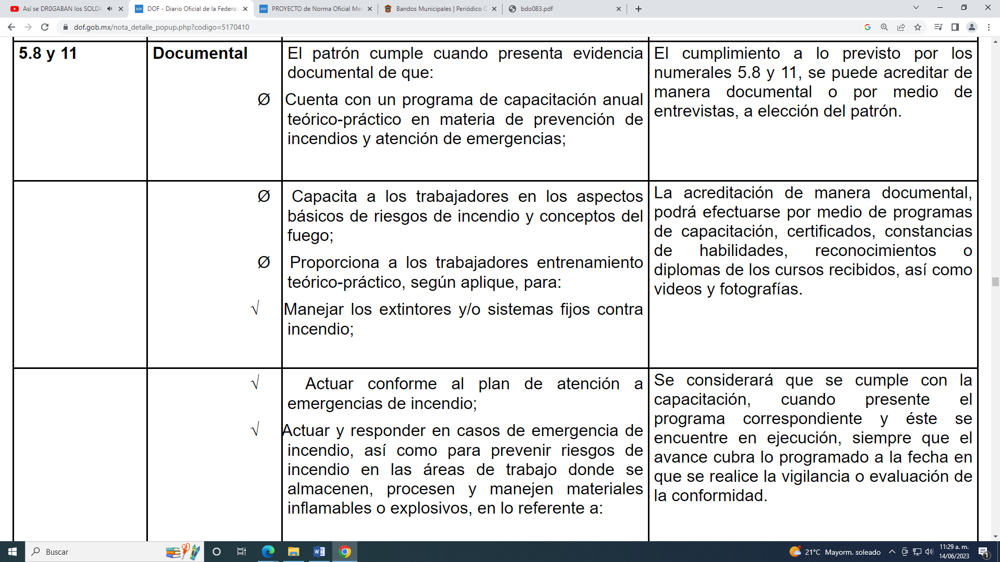 Así se DR0GABAN los SOLDA
DOF - Diario Oficial de la Federac
PROYECTO de Norma Oficial Mex
Bandos Municipales | Periódico O
bdo083.pdf
dof.gob.mx/nota_detalle_popup.php?codigo=5170410
5.8 y 11
Documental
El patrón cumple cuando presenta evidencia
documental de que:
Ø Cuenta con un programa de capacitación anual
teórico-práctico en materia de prevención de
incendios y atención de emergencias;
El cumplimiento a lo previsto por los
numerales 5.8 y 11, se puede acreditar de
manera documental o por medio de
entrevistas, a elección del patrón.
Ø Capacita a los trabajadores en los aspectos
básicos de riesgos de incendio y conceptos del
fuego;
Ø Proporciona a los trabajadores entrenamiento
teórico-práctico, según aplique, para:
√ Manejar los extintores y/o sistemas fijos contra
incendio;
La acreditación de manera documental,
podrá efectuarse por medio de programas
de capacitación, certificados, constancias
de habilidades, reconocimientos o
diplomas de los cursos recibidos, así como
videos y fotografías.
√ Actuar conforme al plan de atención a
emergencias de incendio;
√ Actuar y responder en casos de emergencia de
incendio, así como para prevenir riesgos de
incendio en las áreas de trabajo donde se
almacenen, procesen y manejen materiales
inflamables o explosivos, en lo referente a:
Se considerará que se cumple con la
capacitación, cuando presente el
programa correspondiente y éste se
encuentre en ejecución, siempre que el
avance cubra lo programado a la fecha en
que se realice la vigilancia o evaluación de
la conformidad.
Buscar
21°C Mayorm. soleado
11:29 a. m.
14/06/2023
1